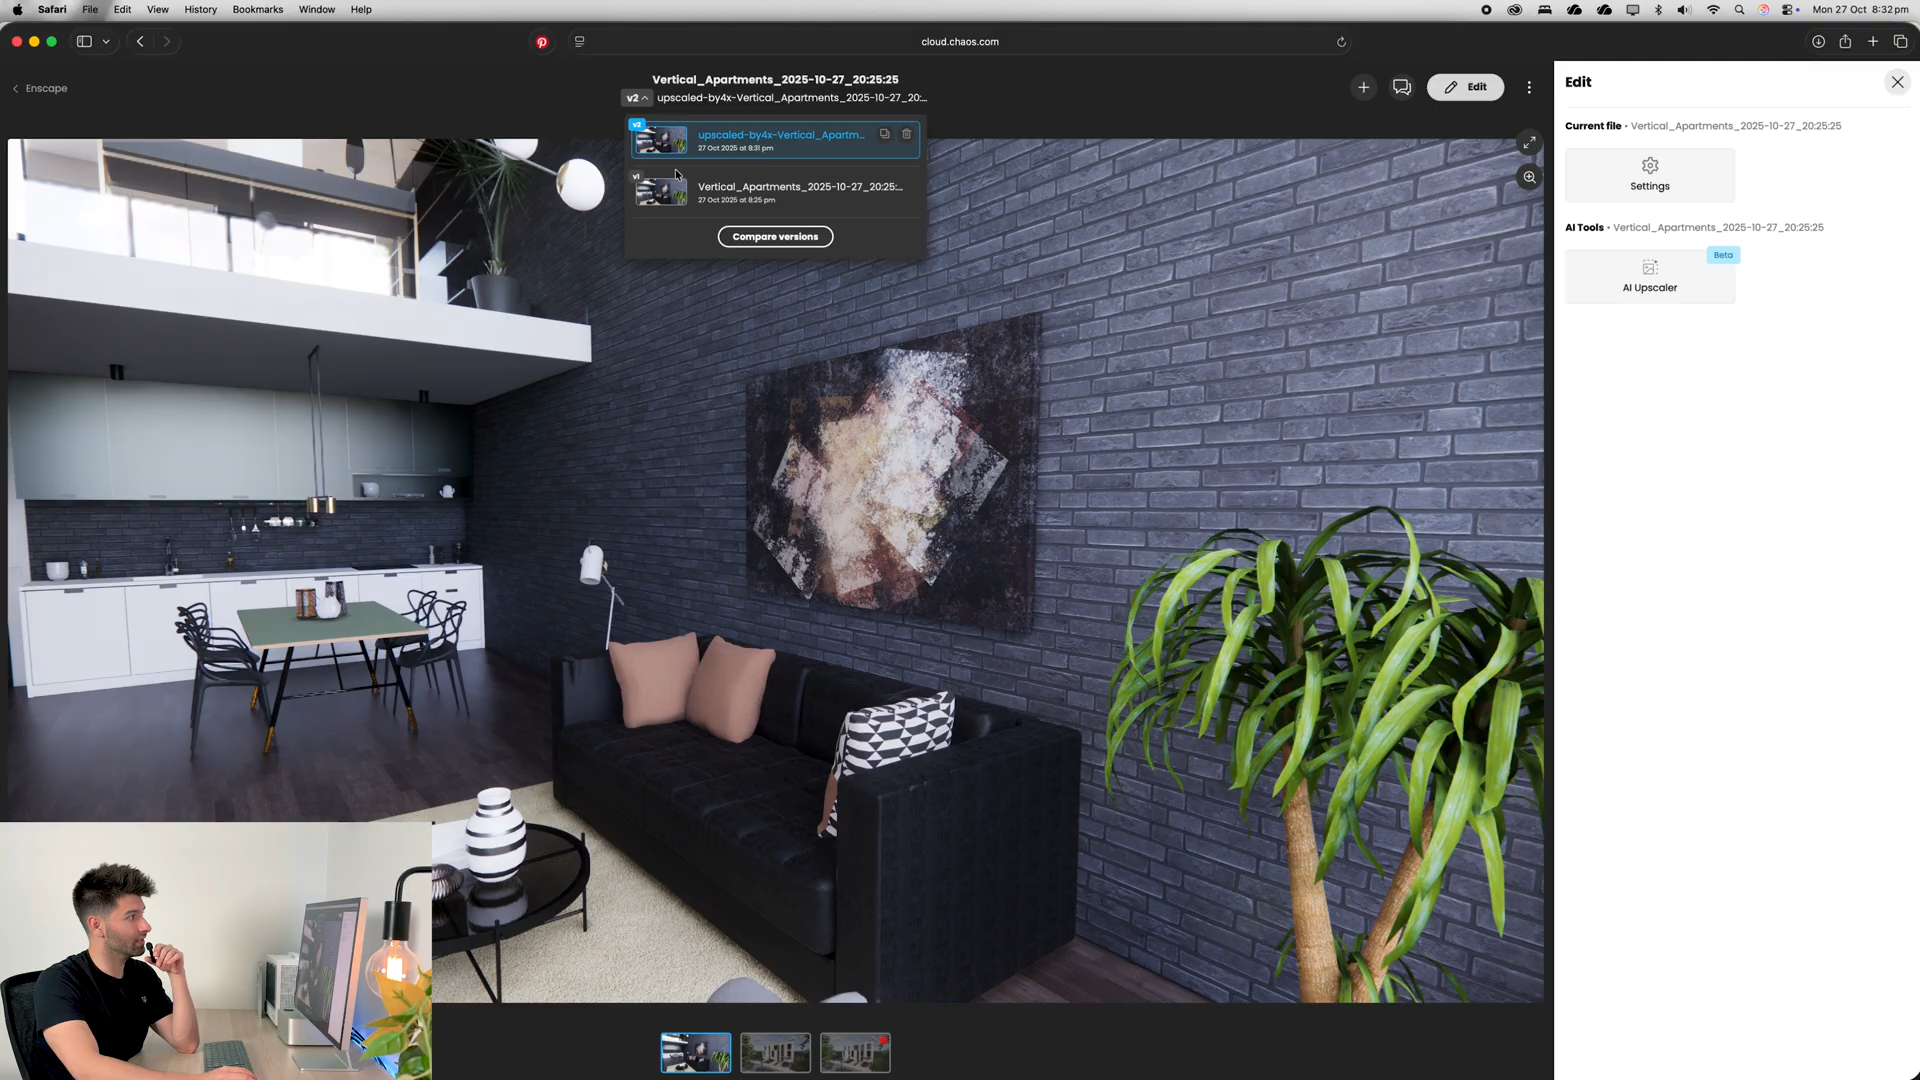 Safari File Edit View History Bookmarks Window Help Mon 27 Oct 8:32 pm
cloud.chaos.com
Enscape
Vertical_Apartments_2025-10-27_20:25:25
v2 upscaled-by4x-Vertical_Apartments_2025-10-27_20:...
Edit
v2
upscaled-by4x-Vertical_Apartm...
27 Oct 2025 at 8:31 pm
v1
Vertical_Apartments_2025-10-27_20:25:...
27 Oct 2025 at 8:25 pm
Compare versions
Edit
Current file • Vertical_Apartments_2025-10-27_20:25:25
Settings
AI Tools • Vertical_Apartments_2025-10-27_20:25:25
Beta
AI Upscaler